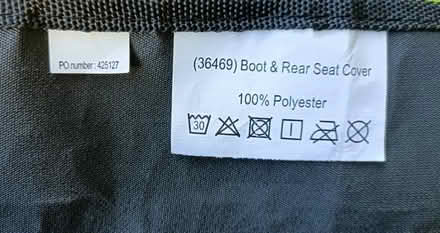 PO number : 425127
(36469) Boot & Rear Seat Cover
100% Polyester
30